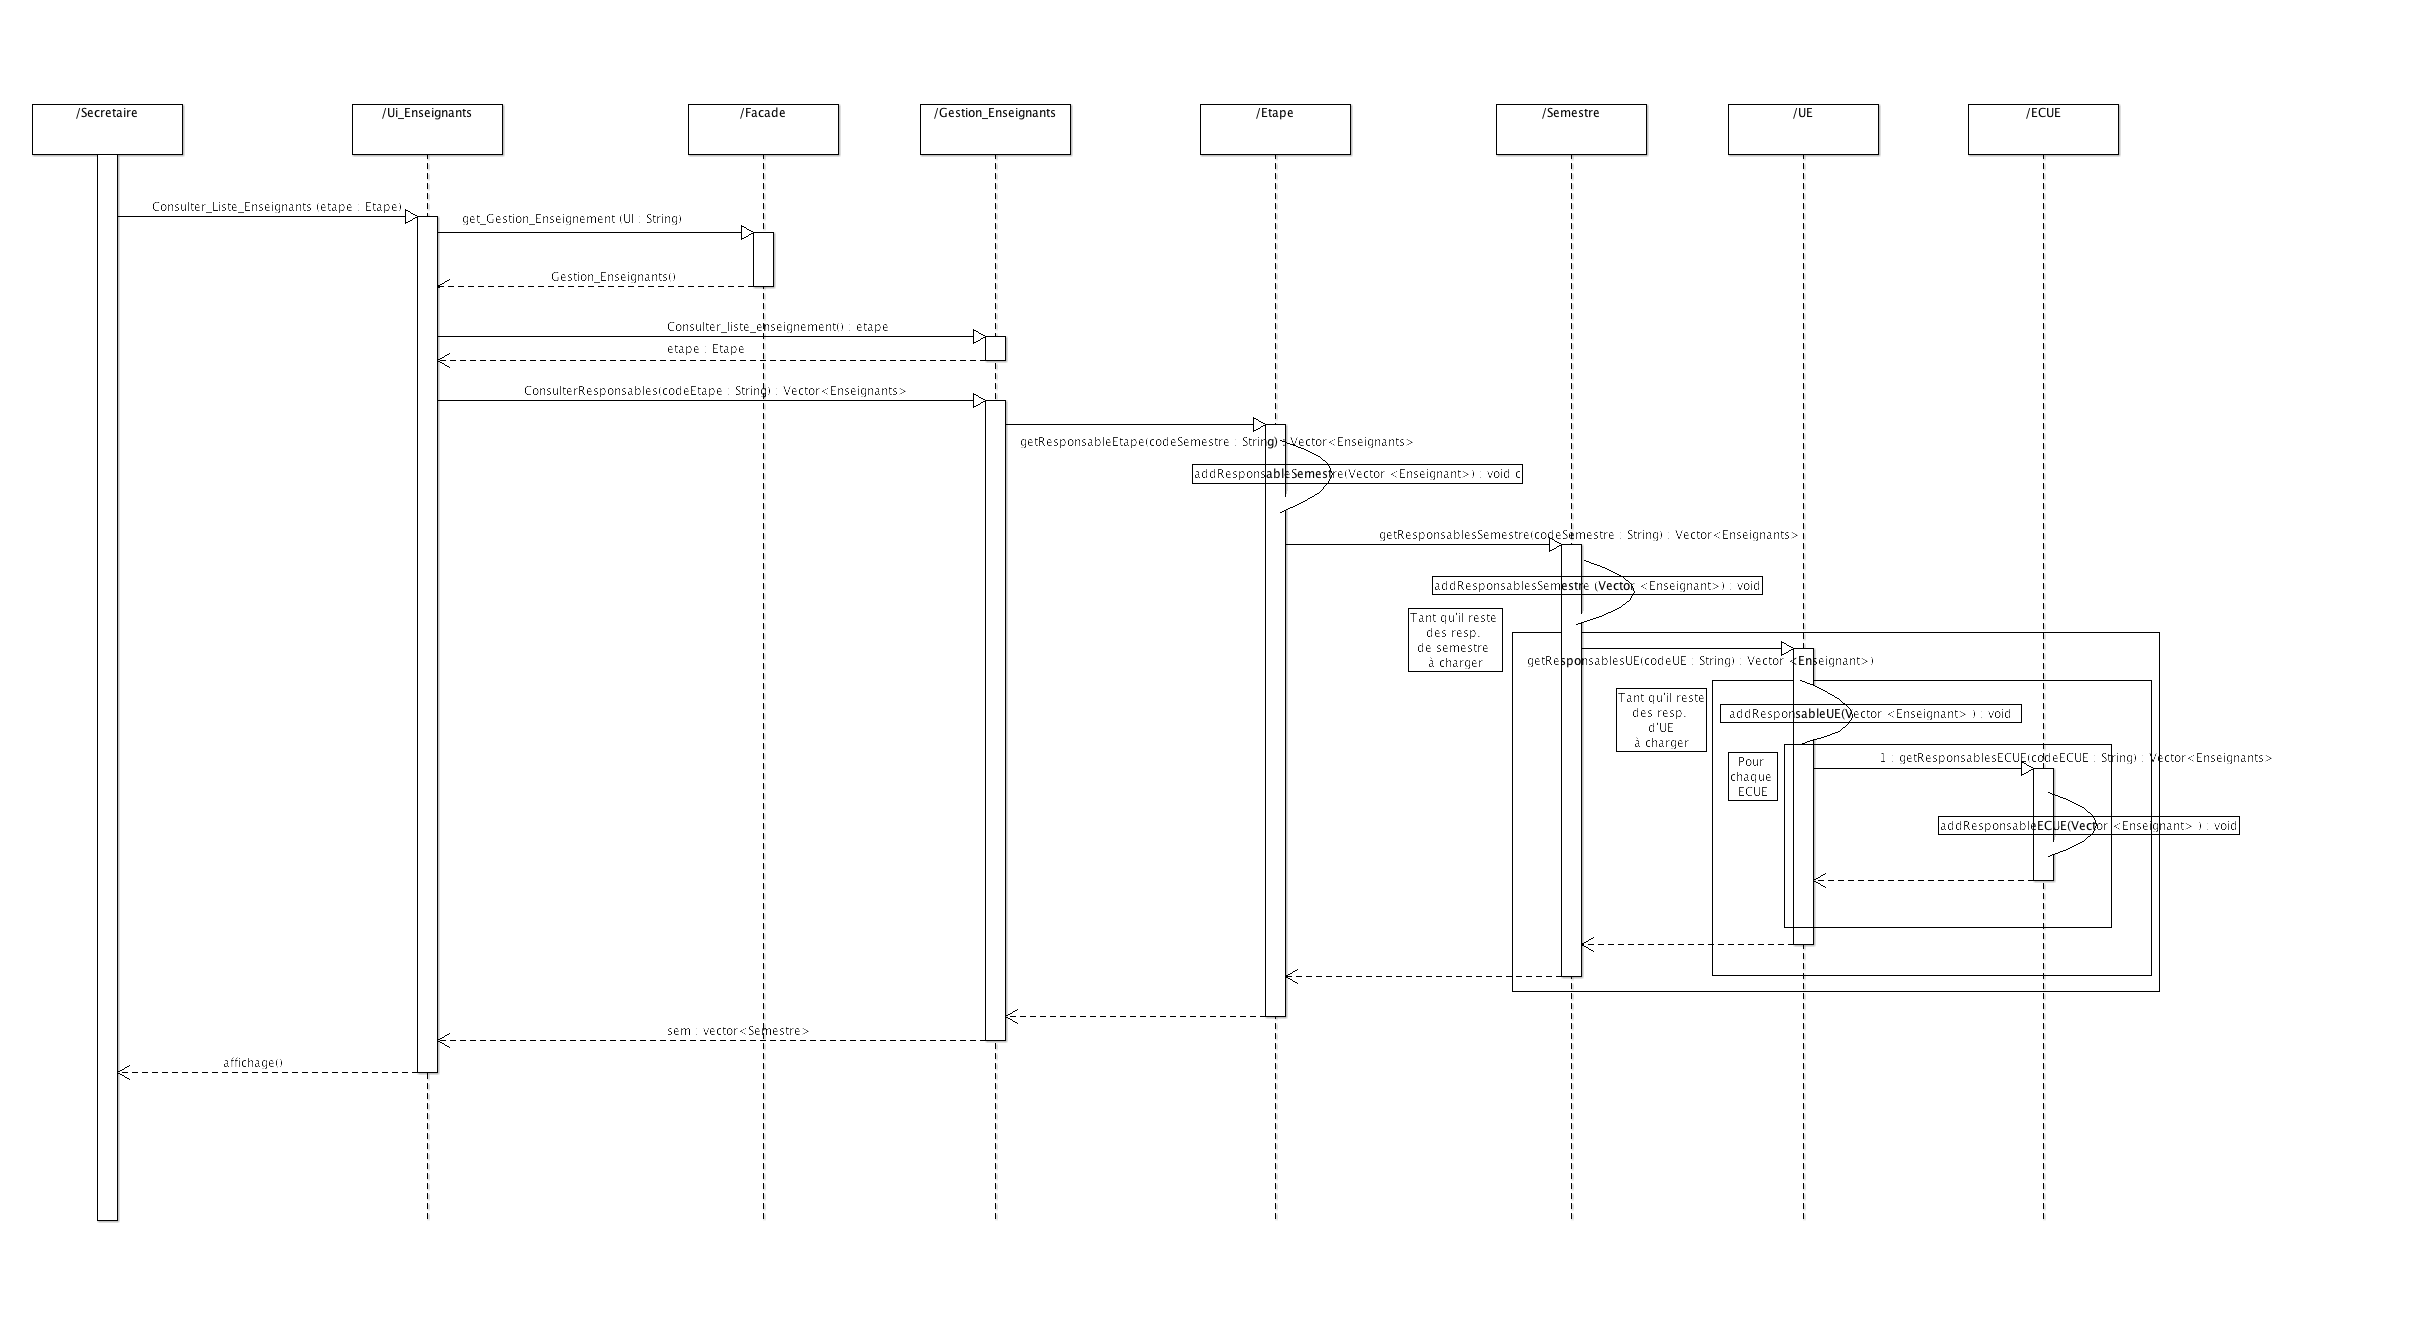 /Secretaire
/Ui_Enseignants
/Facade
/Gestion_Enseignants
/Etape
/Semestre
/UE
/ECUE
Consulter_Liste_Enseignants (etape : Etape)
get_Gestion_Enseignement (UI : String)
Gestion_Enseignants()
Consulter_liste_enseignement() : etape
etape : Etape
ConsulterResponsables(codeEtape : String) : Vector<Enseignants>
getResponsableEtape(codeSemestre : String) : Vector<Enseignants>
addResponsableSemestre(Vector <Enseignant>) : void c
getResponsablesSemestre(codeSemestre : String) : Vector<Enseignants>
addResponsablesSemestre (Vector <Enseignant>) : void
Tant qu'il reste
des resp.
de semestre
à charger
getResponsablesUE(codeUE : String) : Vector <Enseignant>)
Tant qu'il reste
des resp.
d'UE
à charger
addResponsableUE(Vector <Enseignant> ) : void
Pour
chaque
ECUE
1 : getResponsablesECUE(codeECUE : String) : Vector<Enseignants>
addResponsableECUE(Vector <Enseignant> ) : void
sem : vector<Semestre>
affichage()